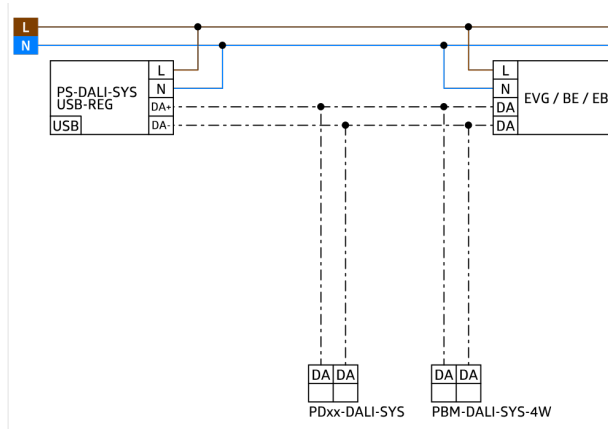 L
N
L
N
DA+
DA-
PS-DALI-SYS
USB-REG
USB
L
N
DA
DA
EVG / BE / EB
DA DA
PDxx-DALI-SYS
DA DA
PBM-DALI-SYS-4W